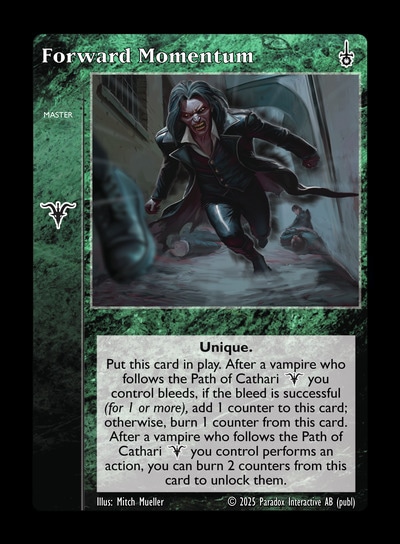 Forward Momentum
MASTER
Unique.
Put this card in play. After a vampire who
follows the Path of Cathari you
control bleeds, if the bleed is successful
(for 1 or more), add 1 counter to this card;
otherwise, burn 1 counter from this card.
After a vampire who follows the Path of
Cathari you control performs an
action, you can burn 2 counters from this
card to unlock them.
Illus: Mitch Mueller © 2025 Paradox Interactive AB (publ)